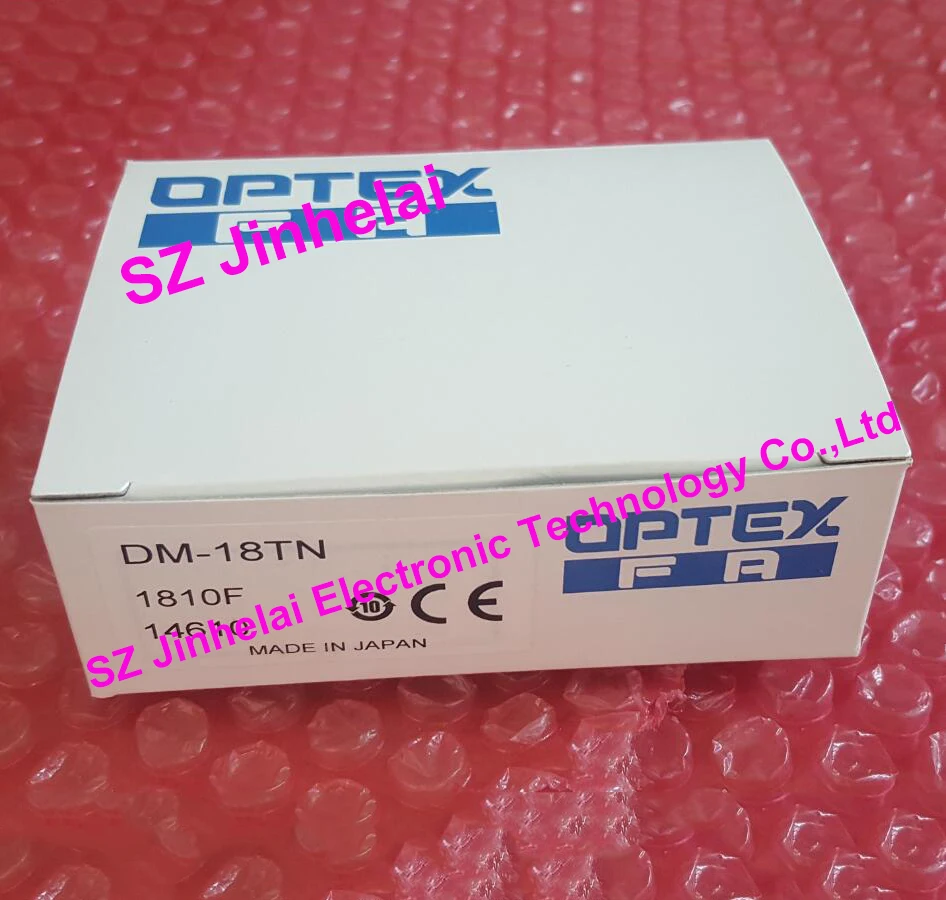 OPTEX
FA
SZ Jinhelai
SZ Jinhelai Electronic Technology Co.,Ltd
OPTEX
FA
DM-18TN
1810F
14610
10
CE
MADE IN JAPAN